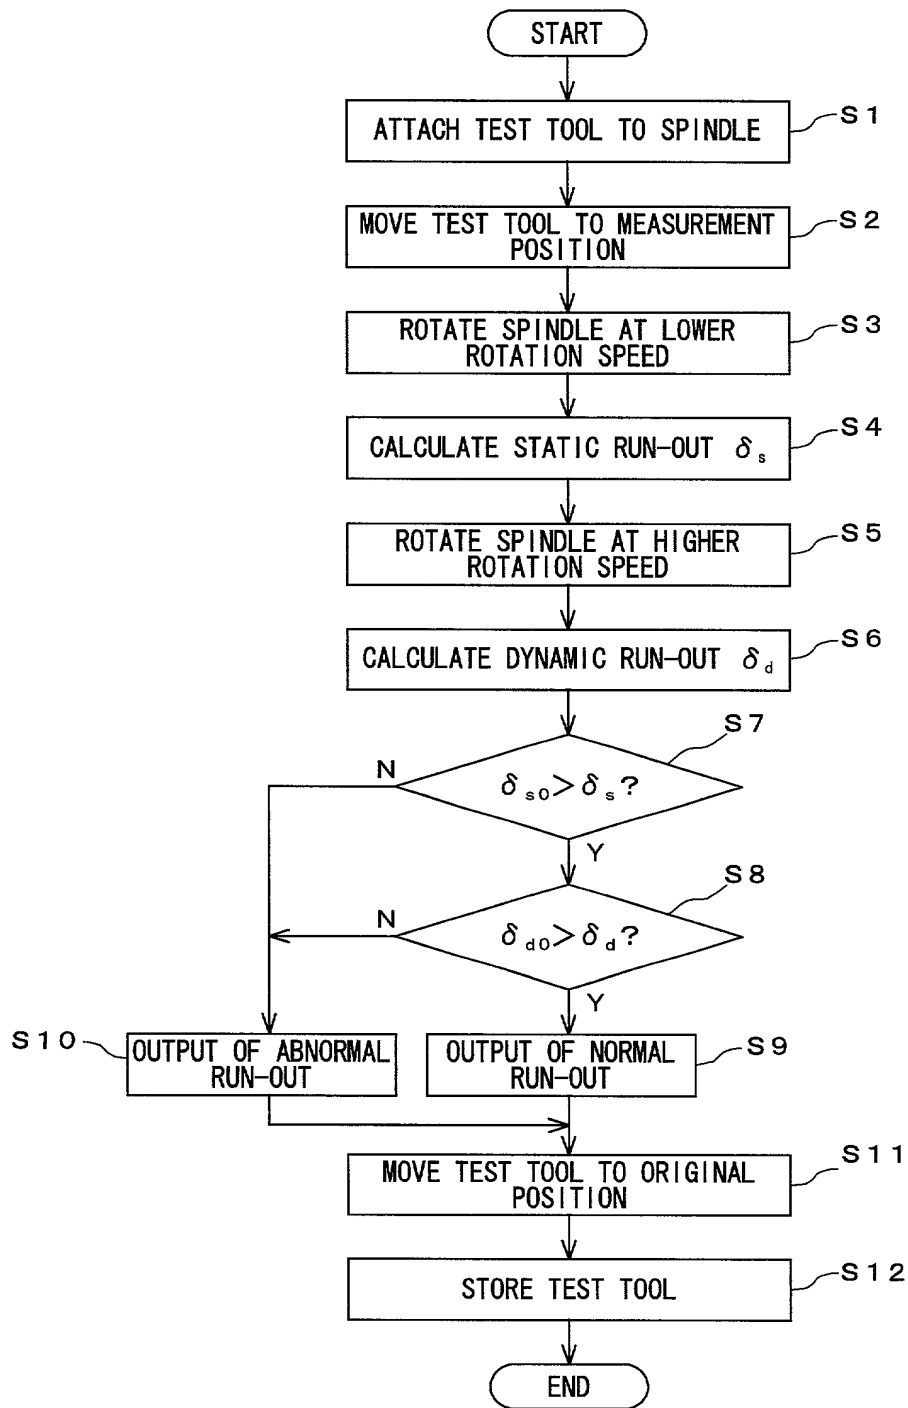 START
ATTACH TEST TOOL TO SPINDLE
S1
MOVE TEST TOOL TO MEASUREMENT
POSITION
S2
ROTATE SPINDLE AT LOWER
ROTATION SPEED
S3
CALCULATE STATIC RUN-OUT δs
S4
ROTATE SPINDLE AT HIGHER
ROTATION SPEED
S5
CALCULATE DYNAMIC RUN-OUT δd
S6
S7
N
δs0>δs?
Y
S8
N
δd0>δd?
Y
S10
OUTPUT OF ABNORMAL
RUN-OUT
OUTPUT OF NORMAL
RUN-OUT
S9
MOVE TEST TOOL TO ORIGINAL
POSITION
S11
STORE TEST TOOL
S12
END